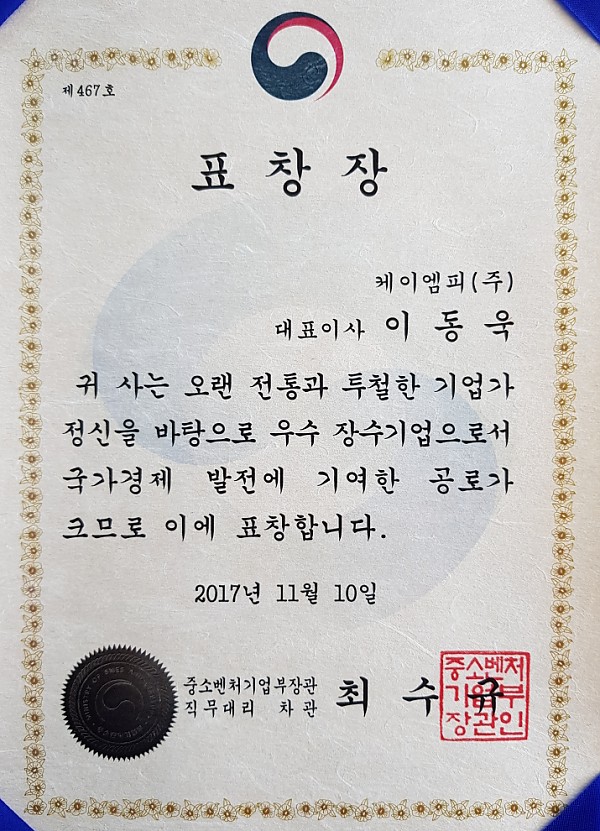 제467호
표 창 장
케이엠피(주)
대표이사 이 동 욱
귀 사는 오랜 전통과 투철한 기업가
정신을 바탕으로 우수 장수기업으로서
국가경제 발전에 기여한 공로가
크므로 이에 표창합니다.
2017년 11월 10일
중소벤처기업부장관
직무대리 차관
최 수 규
중소벤처
기업부
장관인